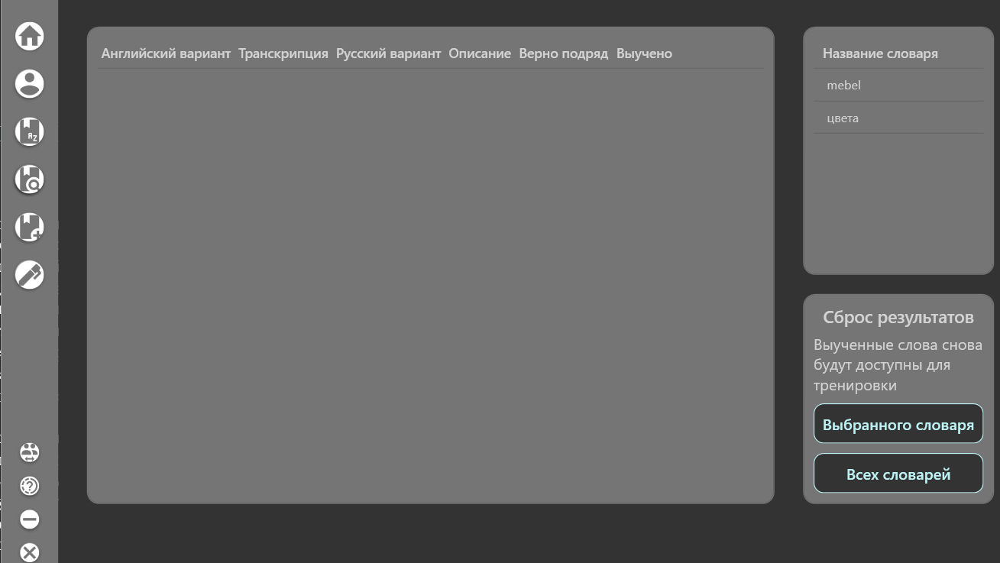 Английский вариант Транскрипция Русский вариант Описание Верно подряд Выучено
Название словаря
mebel
цвета
Сброс результатов
Выученные слова снова
будут доступны для
тренировки
Выбранного словаря
Всех словарей